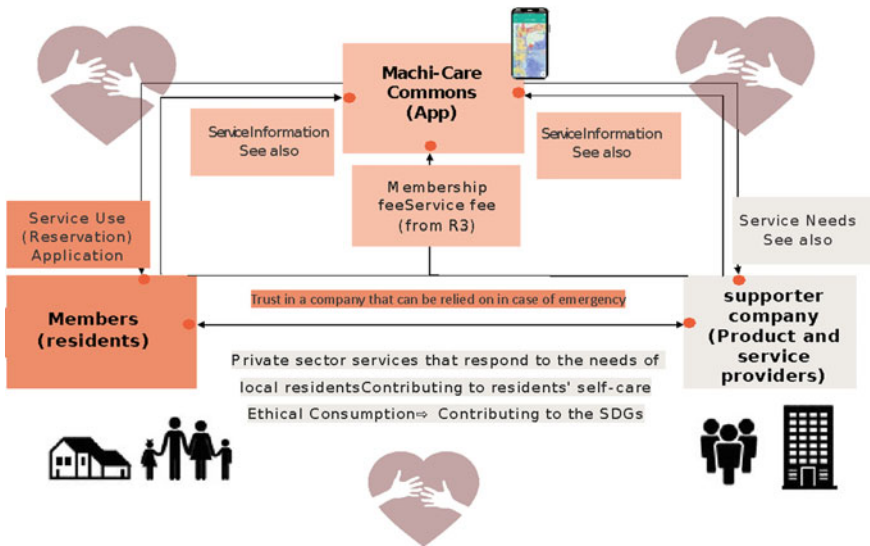 Machi-Care
Commons
(App)
ServiceInformation
See also
ServiceInformation
See also
Membership
feeService fee
(from R3)
Service Use
(Reservation)
Application
Service Needs
See also
Members
(residents)
Trust in a company that can be relied on in case of emergency
supporter
company
(Product and
service
providers)
Private sector services that respond to the needs of
local residentsContributing to residents' self-care
Ethical Consumption⇨ Contributing to the SDGs